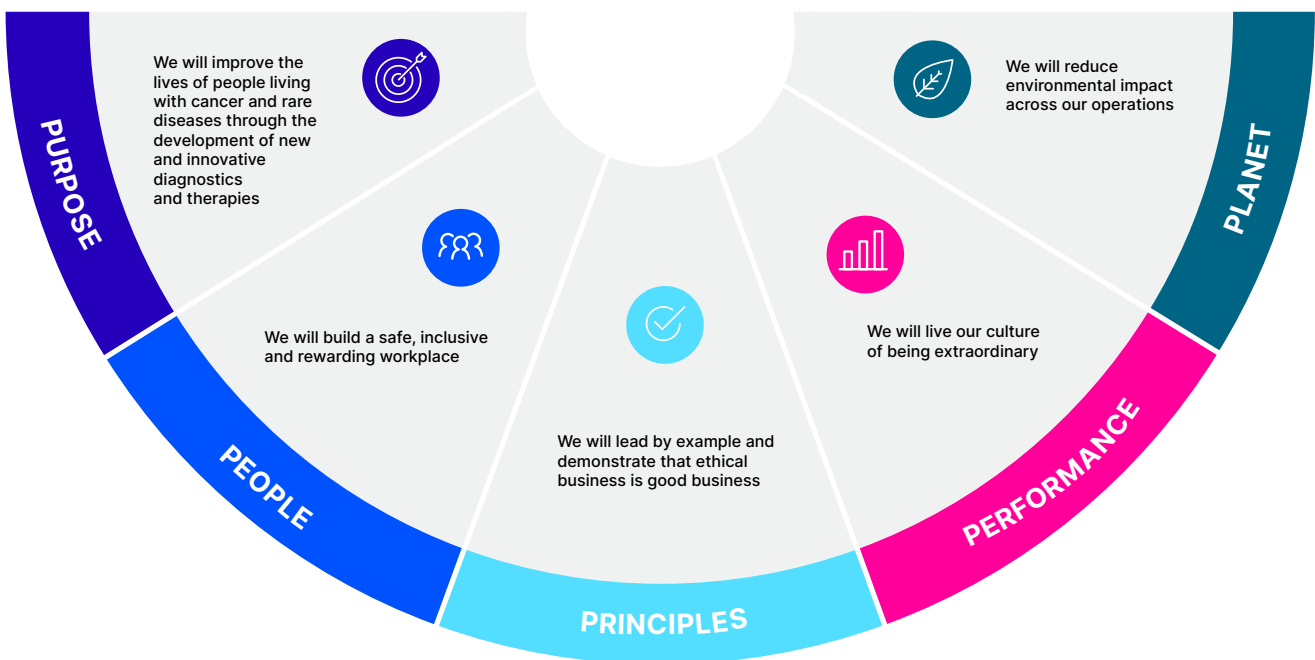 PURPOSE
We will improve the
lives of people living
with cancer and rare
diseases through the
development of new
and innovative
diagnostics
and therapies
PEOPLE
We will build a safe, inclusive
and rewarding workplace
PRINCIPLES
We will lead by example and
demonstrate that ethical
business is good business
PERFORMANCE
We will live our culture
of being extraordinary
PLANET
We will reduce
environmental impact
across our operations